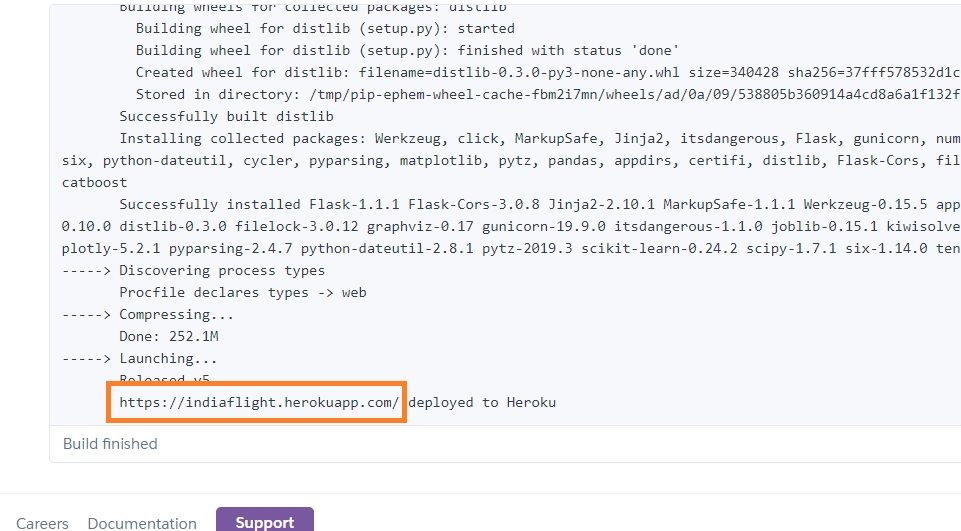 Building wheels for collected packages: distlib
Building wheel for distlib (setup.py): started
Building wheel for distlib (setup.py): finished with status 'done'
Created wheel for distlib: filename=distlib-0.3.0-py3-none-any.whl size=340428 sha256=37fff578532d1c
Stored in directory: /tmp/pip-ephem-wheel-cache-fbm2i7mn/wheels/ad/0a/09/538805b360914a4cd8a6a1f132f
Successfully built distlib
Installing collected packages: Werkzeug, click, MarkupSafe, Jinja2, itsdangerous, Flask, gunicorn, num
six, python-dateutil, cycler, pyparsing, matplotlib, pytz, pandas, appdirs, certifi, distlib, Flask-Cors, fil
catboost
Successfully installed Flask-1.1.1 Flask-Cors-3.0.8 Jinja2-2.10.1 MarkupSafe-1.1.1 Werkzeug-0.15.5 app
0.10.0 distlib-0.3.0 filelock-3.0.12 graphviz-0.17 gunicorn-19.9.0 itsdangerous-1.1.0 joblib-0.15.1 kiwisolve
plotly-5.2.1 pyparsing-2.4.7 python-dateutil-2.8.1 pytz-2019.3 scikit-learn-0.24.2 scipy-1.7.1 six-1.14.0 ten
-----> Discovering process types
Procfile declares types -> web
-----> Compressing...
Done: 252.1M
-----> Launching...
Released v5
https://indiaflight.herokuapp.com/ deployed to Heroku
Build finished
Careers Documentation Support